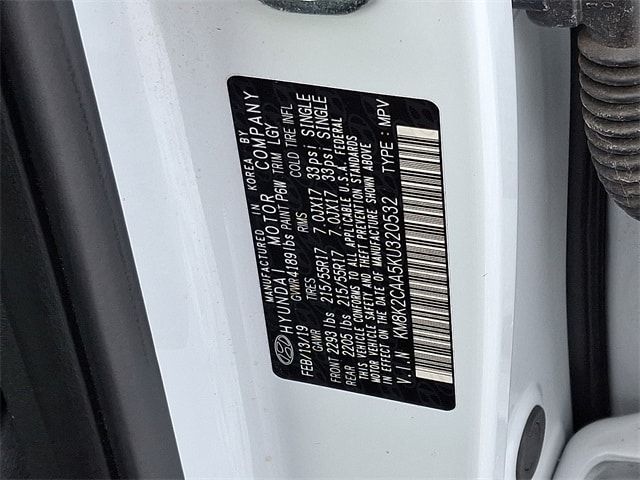 MANUFACTURED IN KOREA BY
HYUNDAI MOTOR COMPANY
FEB/13/19 GVWR 4189lbs PAINT P6W TRIM LGY
GAWR TIRES RIMS COLD TIRE INFL
FRONT 2293 lbs 215/55R17 7.0JX17 33psi SINGLE
REAR 2205 lbs 215/55R17 7.0JX17 33psi SINGLE
THIS VEHICLE CONFORMS TO ALL APPLICABLE U.S.A. FEDERAL
MOTOR VEHICLE SAFETY AND THEFT PREVENTION STANDARDS
IN EFFECT ON THE DATE OF MANUFACTURE SHOWN ABOVE
V.I.N KM8K2CAA5KU320532 TYPE : MPV